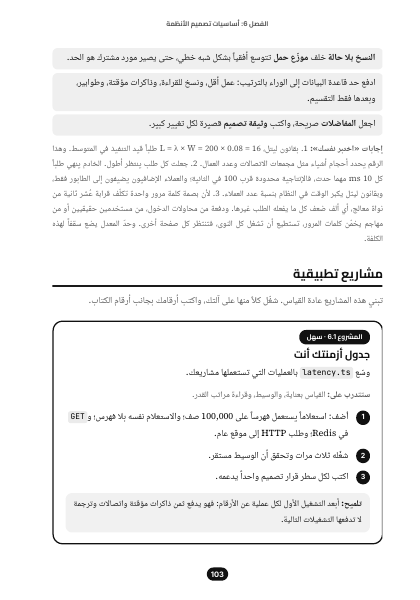 الفصل 6: أساسيات تصميم الأنظمة
النسخ بلا حالة خلف موزّع حمل تتوسع أفقياً بشكل شبه خطي، حتى يصير مورد مشترك هو الحد.
ادفع حد قاعدة البيانات إلى الوراء بالترتيب: عمل أقل، ونسخ للقراءة، وذاكرات مؤقتة، وطوابير،
وبعدها فقط التقسيم.
اجعل المفاضلات صريحة، واكتب وثيقة تصميم قصيرة لكل تغيير كبير.
إجابات «اختبر نفسك»: 1. بقانون ليتل، L = λ × W = 200 × 0.08 = 16 طلباً قيد التنفيذ في المتوسط. وهذا
الرقم يحدد أحجام أشياء مثل مجمعات الاتصالات وعدد العمال. 2. جعلت كل طلب ينتظر أطول. الخادم ينهي طلباً
كل 10 ms مهما حدث، فالإنتاجية محدودة قرب 100 في الثانية؛ والعملاء الإضافيون يضيفون إلى الطابور فقط.
وبقانون ليتل يكبر الوقت في النظام بنسبة عدد العملاء. 3. لأن بصمة كلمة مرور واحدة تكلّف قرابة عُشر ثانية من
نواة معالج، أي ألف ضعف كل ما يفعله الطلب غيرها. ودفعة من محاولات الدخول، من مستخدمين حقيقيين أو من
مهاجم يخمّن كلمات المرور، تستطيع أن تشغل كل النوى، فتنتظر كل صفحة أخرى. وحدّ المعدل يضع سقفاً لهذه
الكلفة.
مشاريع تطبيقية
تبني هذه المشاريع عادة القياس. شغّل كلاً منها على آلتك، واكتب أرقامك بجانب أرقام الكتاب.
المشروع 6.1 · سهل
جدول أزمنتك أنت
وسّع latency.ts بالعمليات التي تستعملها مشاريعك.
ستتدرب على: القياس بعناية، والوسيط، وقراءة مراتب القدر.
1 أضف: استعلاماً يستعمل فهرساً على 100,000 صف؛ والاستعلام نفسه بلا فهرس؛ و GET
في Redis؛ وطلب HTTP إلى موقع عام.
2 شغّله ثلاث مرات وتحقق أن الوسيط مستقر.
3 اكتب لكل سطر قرار تصميم واحداً يدعمه.
تلميح: أبعد التشغيل الأول لكل عملية عن الأرقام: فهو يدفع ثمن ذاكرات مؤقتة واتصالات وترجمة
لا تدفعها التشغيلات التالية.
103